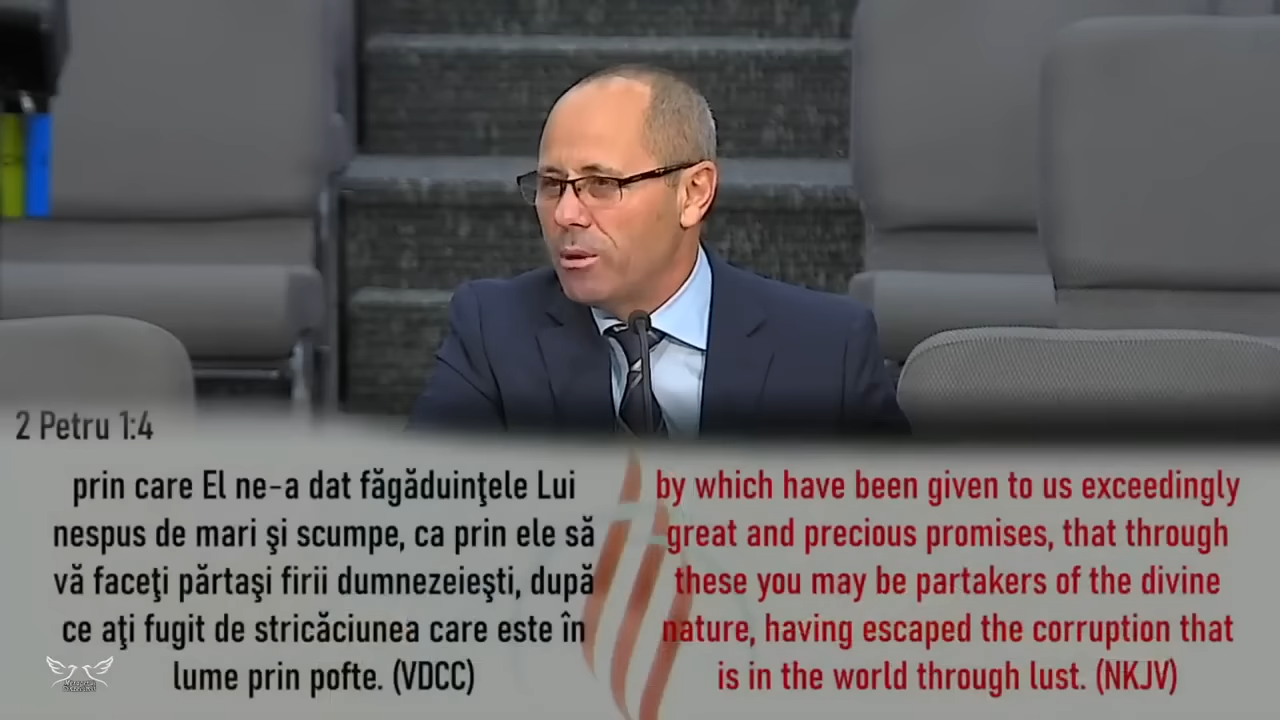 2 Petru 1:4
prin care El ne-a dat făgăduinţele Lui
nespus de mari şi scumpe, ca prin ele să
vă faceţi părtaşi firii dumnezeieşti, după
ce aţi fugit de stricăciunea care este în
lume prin pofte. (VDCC)
by which have been given to us exceedingly
great and precious promises, that through
these you may be partakers of the divine
nature, having escaped the corruption that
is in the world through lust. (NKJV)